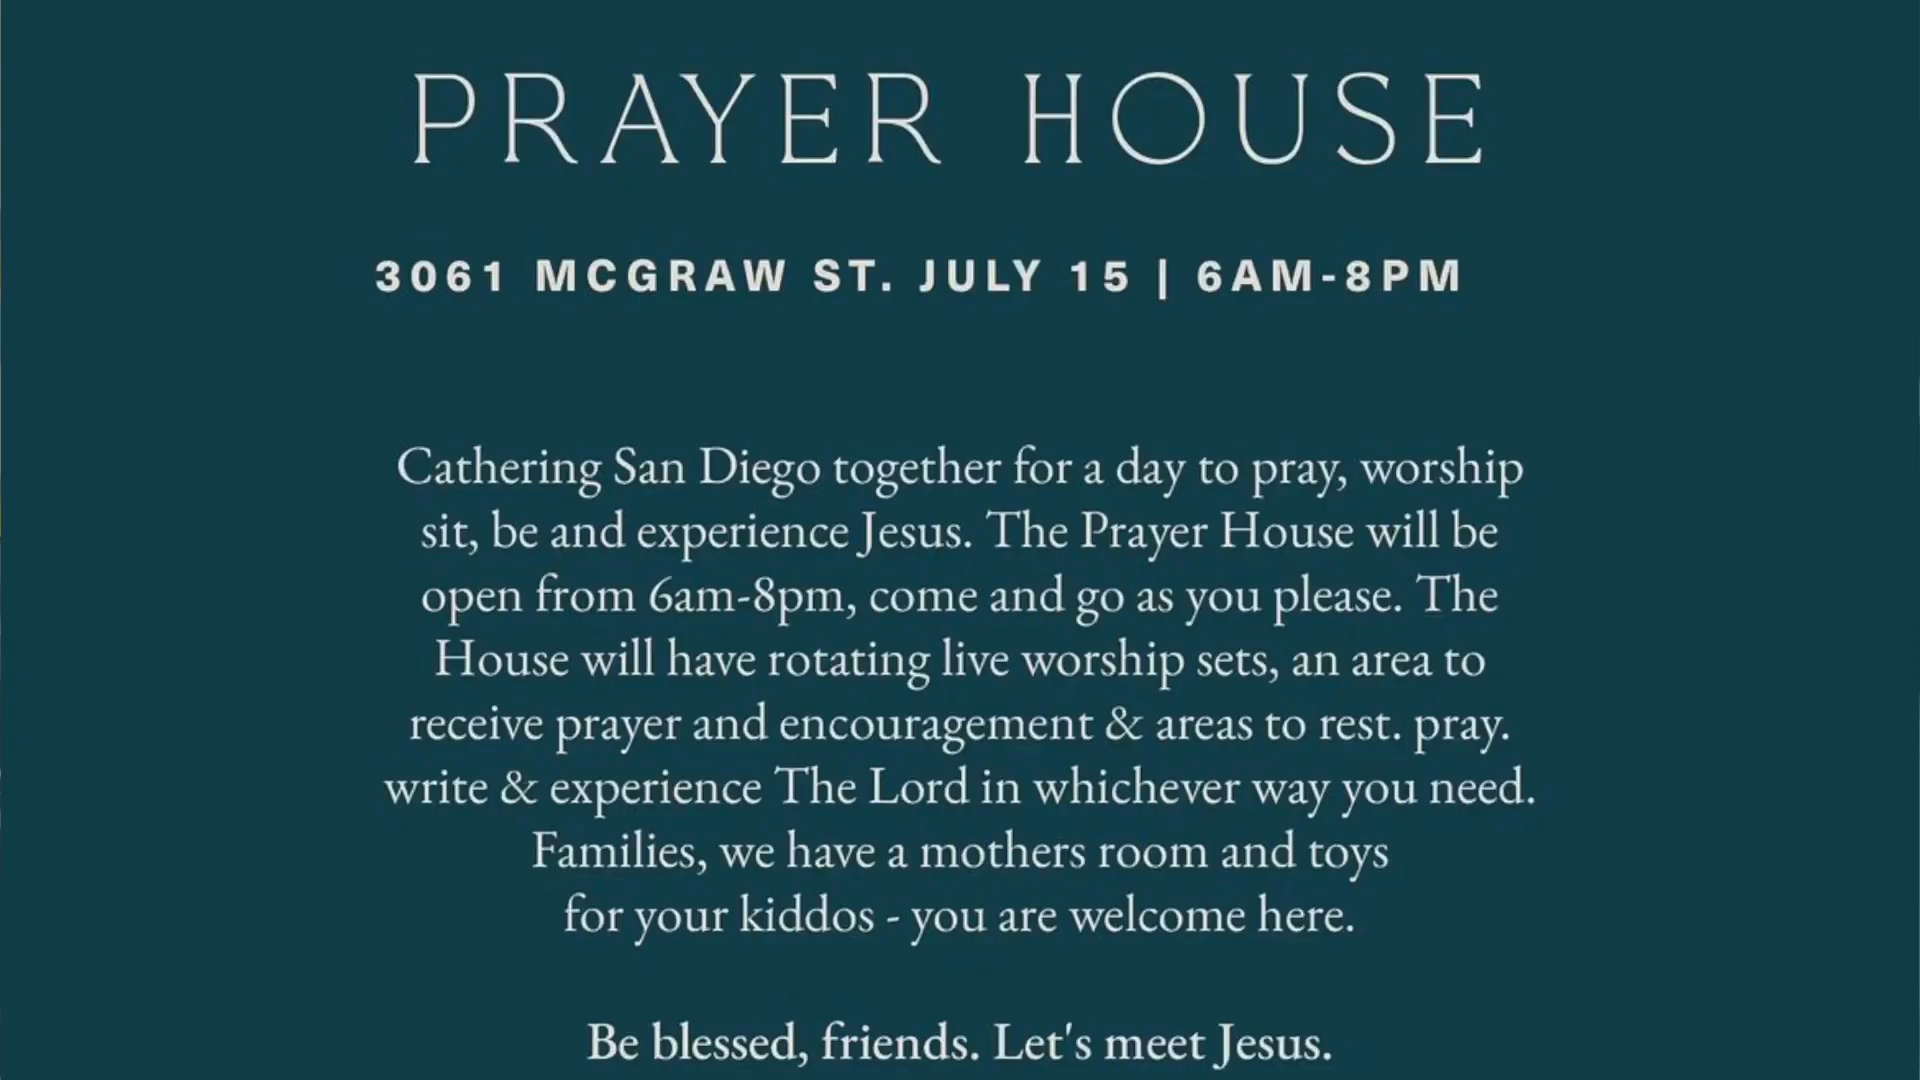 PRAYER HOUSE
3061 MCGRAW ST. JULY 15 | 6AM-8PM
Cathering San Diego together for a day to pray, worship
sit, be and experience Jesus. The Prayer House will be
open from 6am-8pm, come and go as you please. The
House will have rotating live worship sets, an area to
receive prayer and encouragement & areas to rest. pray.
write & experience The Lord in whichever way you need.
Families, we have a mothers room and toys
for your kiddos - you are welcome here.
Be blessed, friends. Let's meet Jesus.